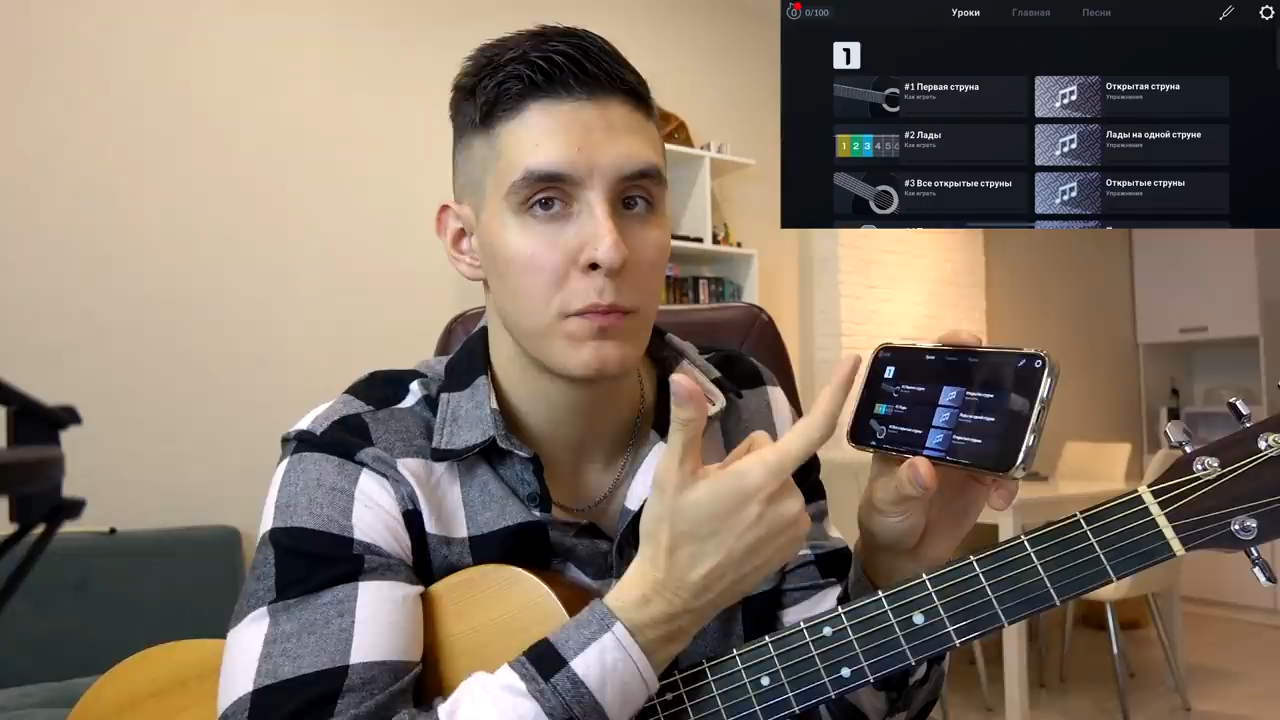 0 0/100 Уроки Главная Песни
1
#1 Первая струна
Как играть
Открытая струна
Упражнения
1 2 3 4 5 6
#2 Лады
Как играть
Лады на одной струне
Упражнения
#3 Все открытые струны
Как играть
Открытые струны
Упражнения